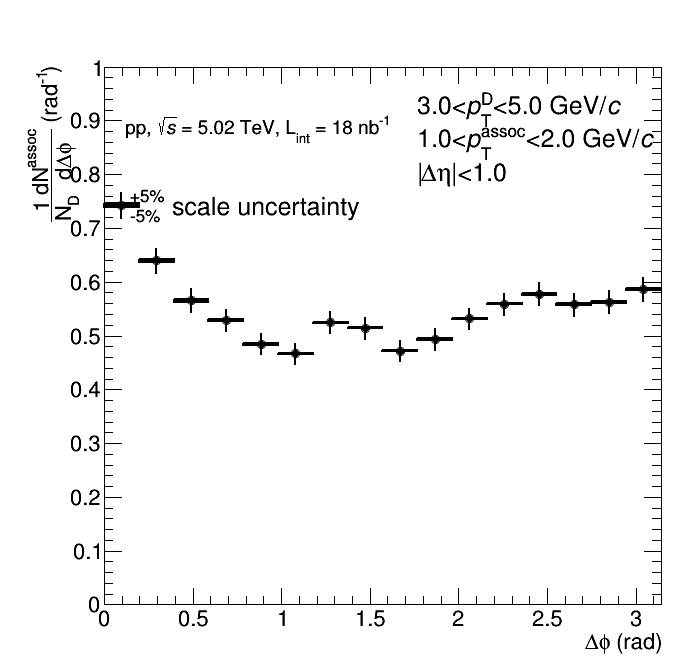 1
0.9
0.8
0.7
0.6
0.5
0.4
0.3
0.2
0.1
0
1 dN^assoc
N_D dΔϕ
(rad⁻¹)
pp, √s = 5.02 TeV, L_int = 18 nb⁻¹
3.0<p_T^D<5.0 GeV/c
1.0<p_T^assoc<2.0 GeV/c
|Δη|<1.0
+5%
-5%
scale uncertainty
0 0.5 1 1.5 2 2.5 3
Δϕ (rad)